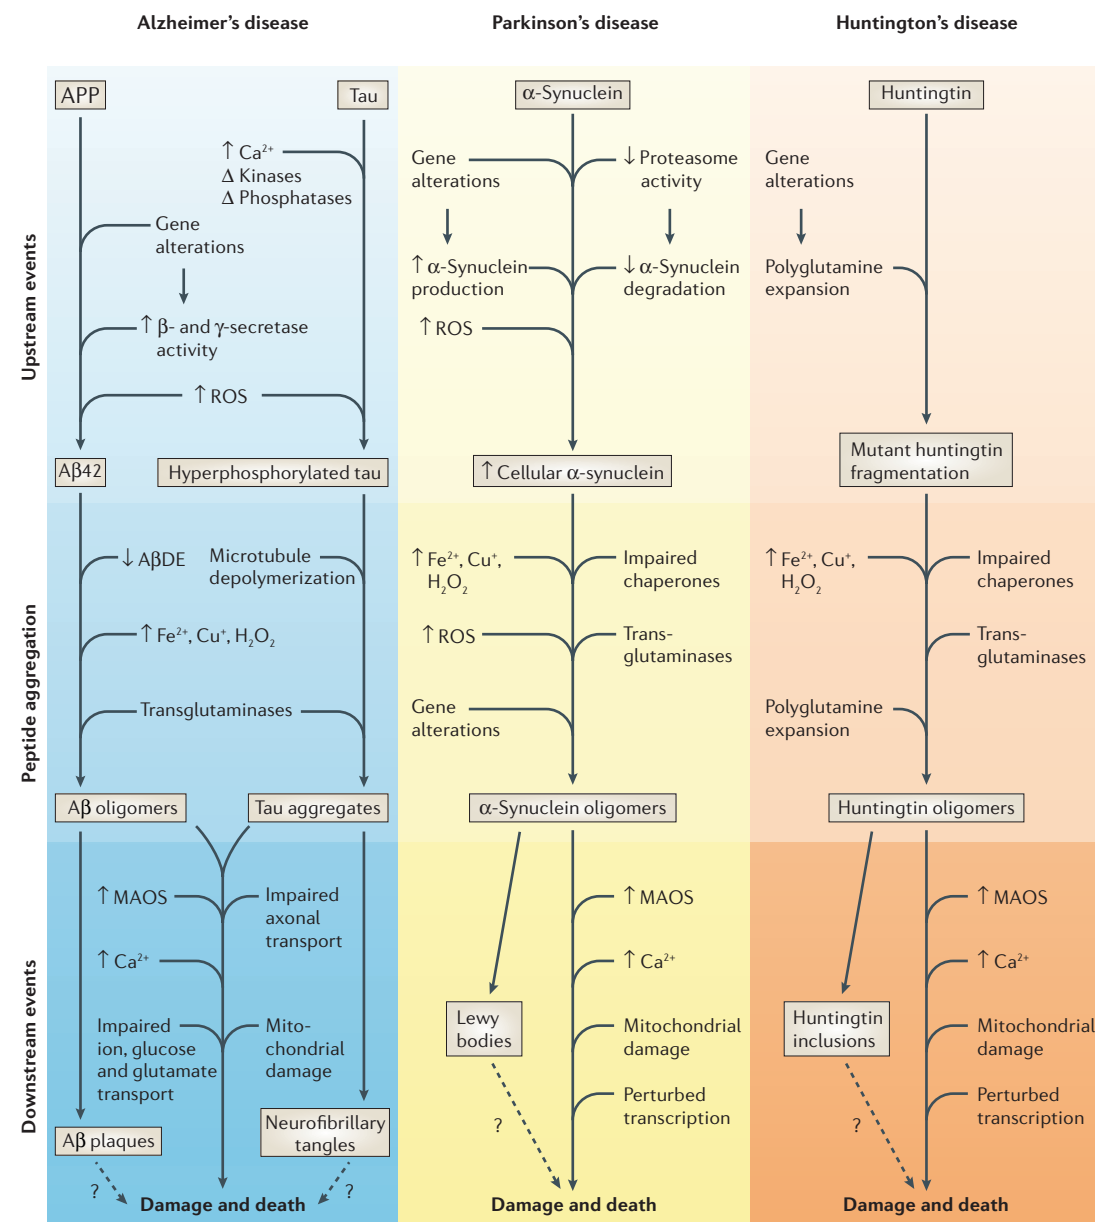 Alzheimer's disease
Parkinson's disease
Huntington's disease
Upstream events
APP
Tau
↑ Ca²⁺
Δ Kinases
Δ Phosphatases
Gene
alterations
↑ β- and γ-secretase
activity
↑ ROS
Aβ42
Hyperphosphorylated tau
α-Synuclein
Gene
alterations
↓ Proteasome
activity
↑ α-Synuclein
production
↓ α-Synuclein
degradation
↑ ROS
↑ Cellular α-synuclein
Huntingtin
Gene
alterations
Polyglutamine
expansion
Mutant huntingtin
fragmentation
Peptide aggregation
↓ AβDE
Microtubule
depolymerization
↑ Fe²⁺, Cu⁺, H₂O₂
Transglutaminases
Aβ oligomers
Tau aggregates
↑ Fe²⁺, Cu⁺,
H₂O₂
Impaired
chaperones
↑ ROS
Trans-
glutaminases
Gene
alterations
α-Synuclein oligomers
↑ Fe²⁺, Cu⁺,
H₂O₂
Impaired
chaperones
Trans-
glutaminases
Polyglutamine
expansion
Huntingtin oligomers
Downstream events
↑ MAOS
Impaired
axonal
transport
↑ Ca²⁺
Impaired
ion, glucose
and glutamate
transport
Mito-
chondrial
damage
Aβ plaques
Neurofibrillary
tangles
?
?
Damage and death
↑ MAOS
↑ Ca²⁺
Lewy
bodies
Mitochondrial
damage
Perturbed
transcription
?
Damage and death
↑ MAOS
↑ Ca²⁺
Huntingtin
inclusions
Mitochondrial
damage
Perturbed
transcription
?
Damage and death